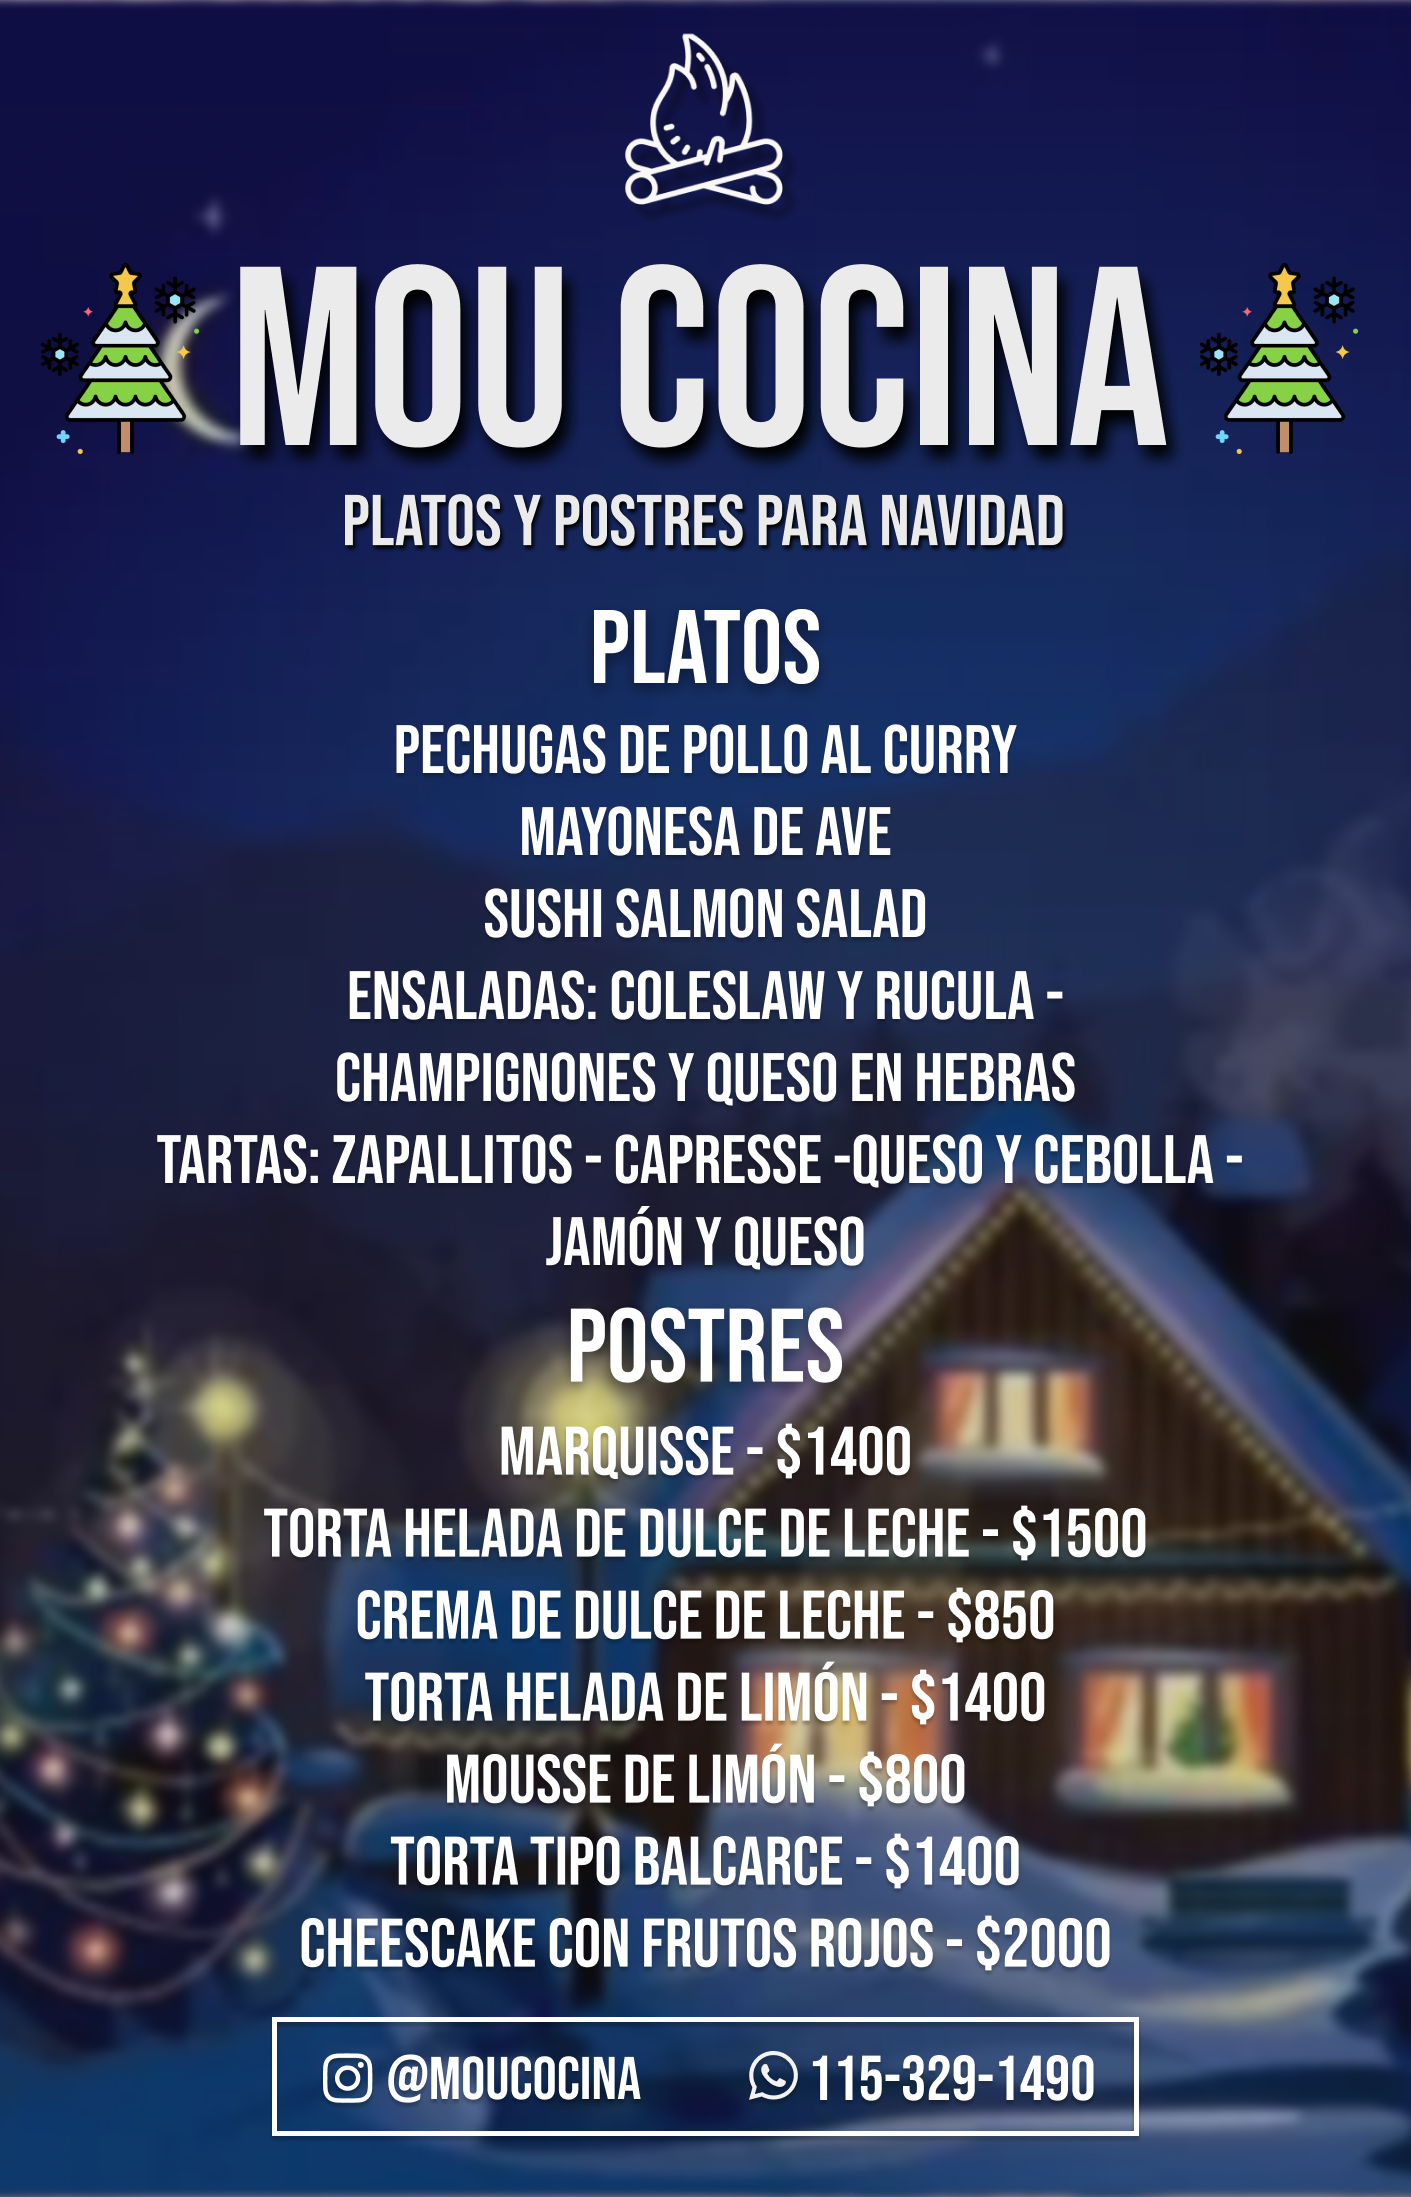 MOU COCINA
PLATOS Y POSTRES PARA NAVIDAD
PLATOS
PECHUGAS DE POLLO AL CURRY
MAYONESA DE AVE
SUSHI SALMON SALAD
ENSALADAS: COLESLAW Y RUCULA -
CHAMPIGNONES Y QUESO EN HEBRAS
TARTAS: ZAPALLITOS - CAPRESSE -QUESO Y CEBOLLA -
JAMÓN Y QUESO
POSTRES
MARQUISSE - $1400
TORTA HELADA DE DULCE DE LECHE - $1500
CREMA DE DULCE DE LECHE - $850
TORTA HELADA DE LIMÓN - $1400
MOUSSE DE LIMÓN - $800
TORTA TIPO BALCARCE - $1400
CHEESCAKE CON FRUTOS ROJOS - $2000
@MOUCOCINA 115-329-1490